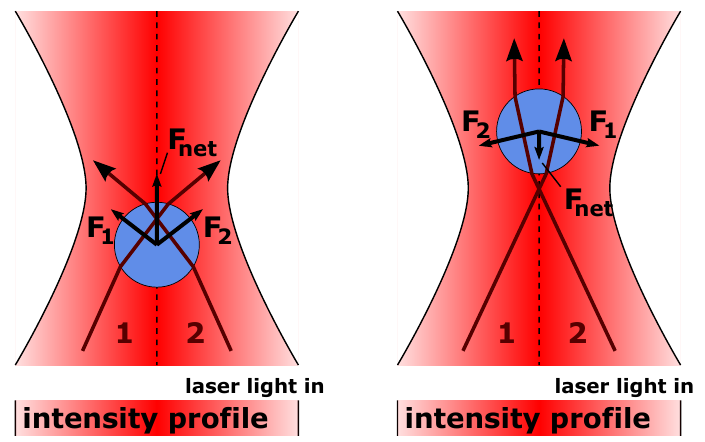 Fnet
F1
F2
1
2
laser light in
intensity profile
F2
F1
Fnet
1
2
laser light in
intensity profile